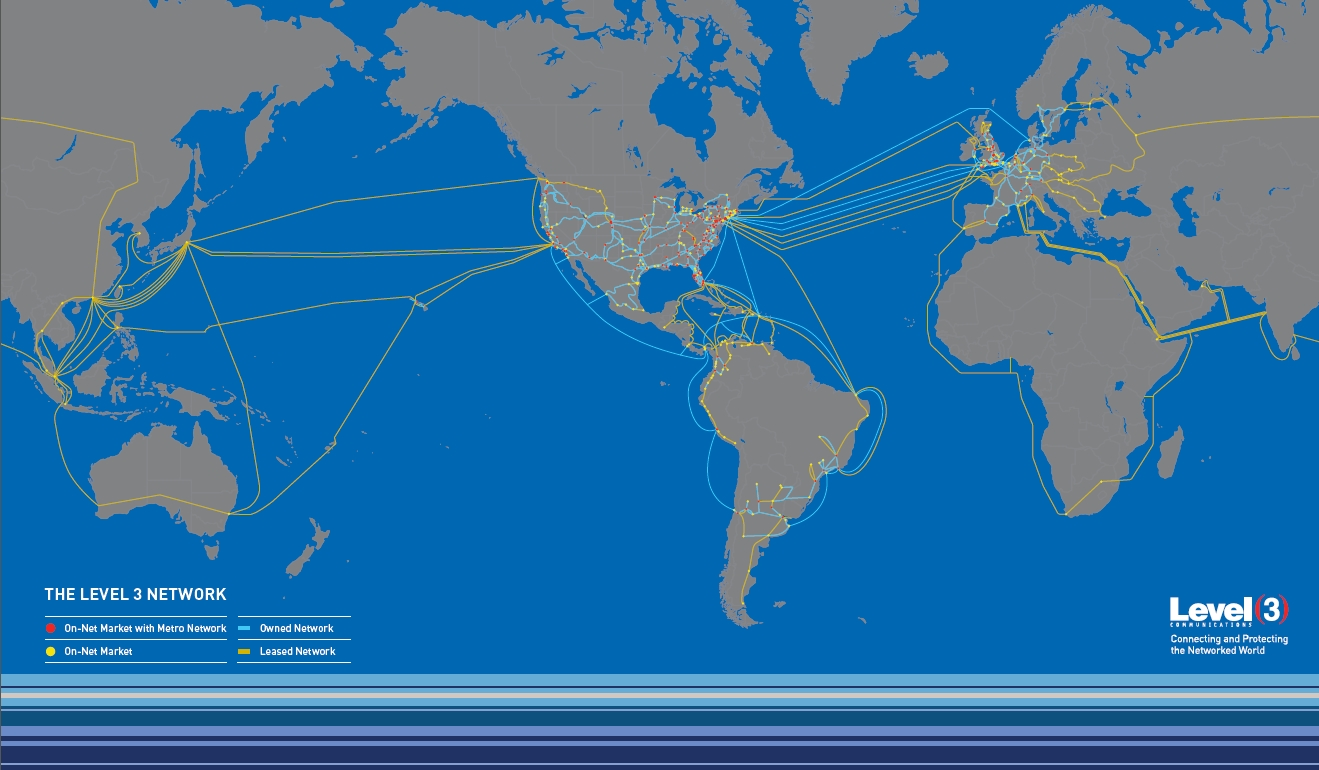 THE LEVEL 3 NETWORK
On-Net Market with Metro Network
Owned Network
On-Net Market
Leased Network
Level (3)
COMMUNICATIONS
Connecting and Protecting
the Networked World